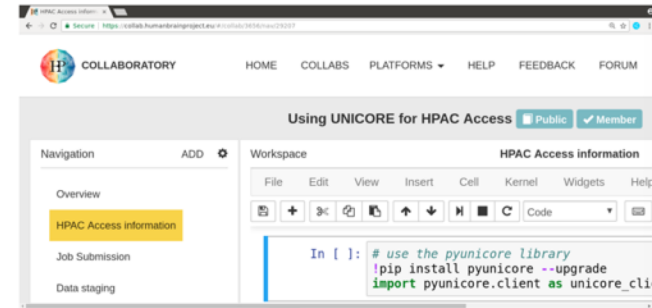 HPAC Access inform
Secure | https://collab.humanbrainproject.eu/#/collab/3656/nav/29207
HBP COLLABORATORY HOME COLLABS PLATFORMS HELP FEEDBACK FORUM
Using UNICORE for HPAC Access Public Member
Navigation ADD Workspace HPAC Access information
File Edit View Insert Cell Kernel Widgets Help
Overview
Code
HPAC Access information
In [ ]: # use the pyunicore library
Job Submission
!pip install pyunicore --upgrade
import pyunicore.client as unicore_cli
Data staging